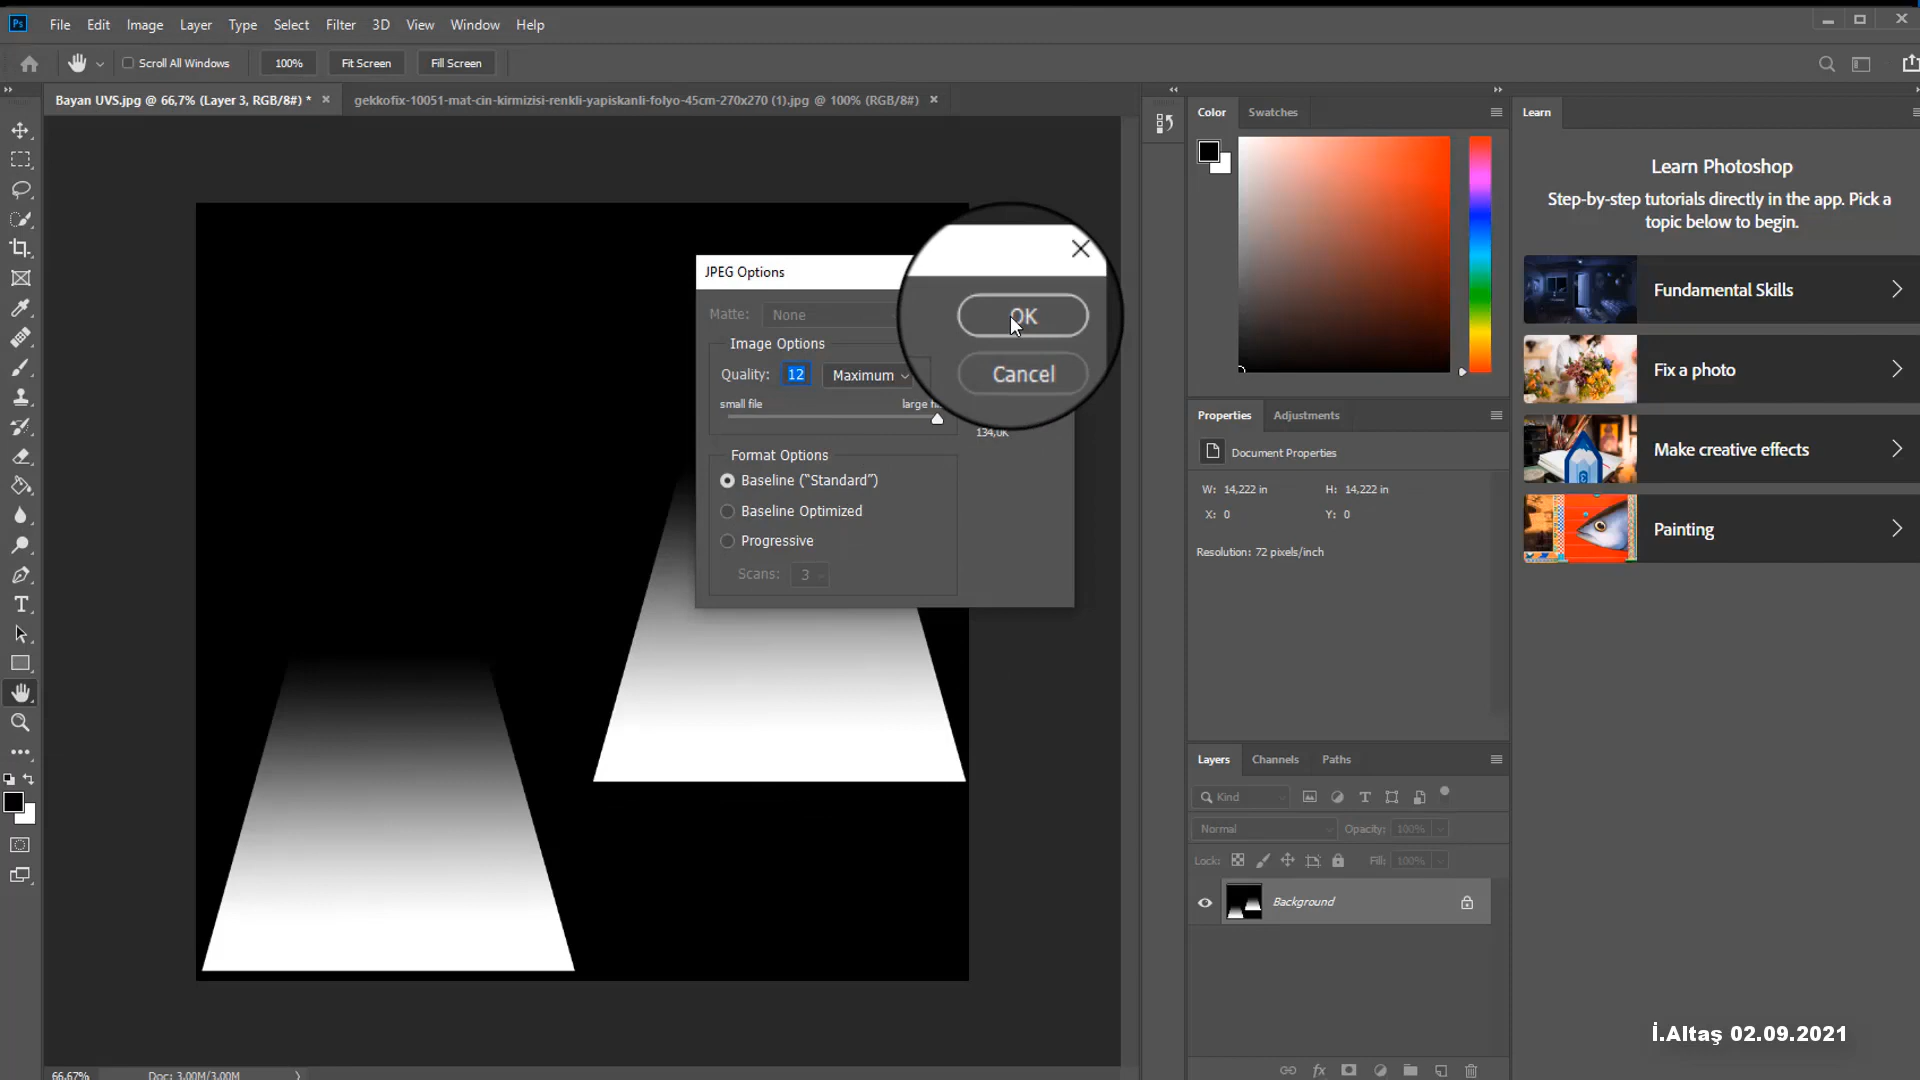 Ps File Edit Image Layer Type Select Filter 3D View Window Help
Scroll All Windows 100% Fit Screen Fill Screen
Bayan UVS.jpg @ 66,7% (Layer 3, RGB/8#) *
gekkofix-10051-mat-cin-kirmizisi-renkli-yapiskanli-folyo-45cm-270x270 (1).jpg @ 100% (RGB/8#)
JPEG Options
Matte: None
Image Options
Quality: 12 Maximum
small file large
OK
Cancel
134,0K
Format Options
Baseline (“Standard”)
Baseline Optimized
Progressive
Scans: 3
66,67% Doc: 3,00M/3,00M
Color Swatches
Properties Adjustments
Document Properties
W: 14,222 in H: 14,222 in
X: 0 Y: 0
Resolution: 72 pixels/inch
Layers Channels Paths
Kind
Normal Opacity: 100%
Lock: Fill: 100%
Background
Learn
Learn Photoshop
Step-by-step tutorials directly in the app. Pick a
topic below to begin.
Fundamental Skills
Fix a photo
Make creative effects
Painting
İ.Altaş 02.09.2021